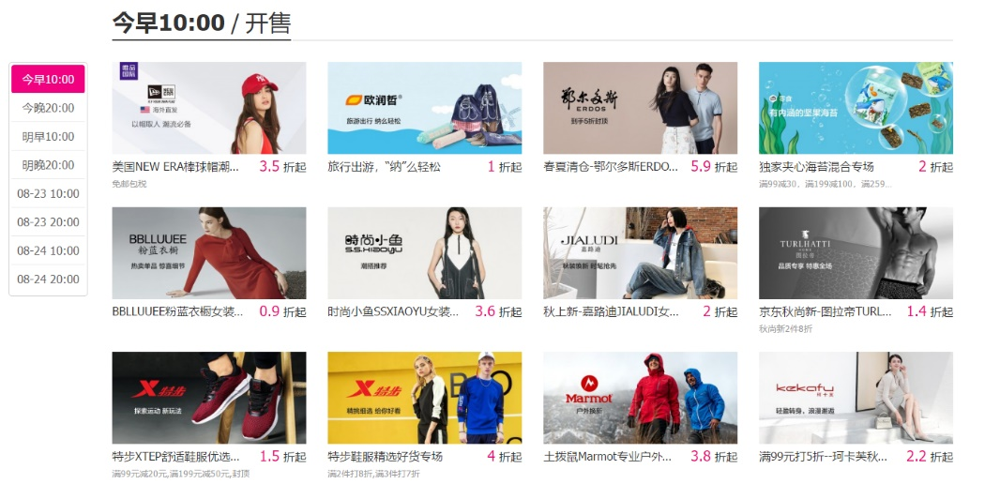 今早10:00 / 开售
今早10:00
今晚20:00
明早10:00
明晚20:00
08-23 10:00
08-23 20:00
08-24 10:00
08-24 20:00
唯品
国际
NEW ERA
海外直发
以帽取人 潮流必备
美国NEW ERA棒球帽潮...
3.5 折起
免邮包税
欧润哲®
旅游出行 纳么轻松
旅行出游，“纳”么轻松
1 折起
鄂尔多斯
ERDOS
到手5折封顶
春夏清仓-鄂尔多斯ERDO...
5.9 折起
零食
有内涵的坚果海苔
独家夹心海苔混合专场
2 折起
满99减30，满199减100，满259...
BBLLUUEE
粉蓝衣橱
热卖单品 惊喜细节
BBLLUUEE粉蓝衣橱女装...
0.9 折起
時尚小鱼
S.S.XIAOYU
潮搭推荐
时尚小鱼SSXIAOYU女装...
3.6 折起
JIALUDI
嘉路迪
秋装焕新 轻笔抢先
秋上新-嘉路迪JIALUDI女...
2 折起
TURLHATTI
图拉帝
品质专享 特惠全场
京东秋尚新-图拉帝TURL...
1.4 折起
秋尚新2件8折
X 特步
探索运动 新玩法
特步XTEP舒适鞋服优选...
1.5 折起
满99元减20元,满199元减50元,封顶
X 特步
精挑细选 给你好看
特步鞋服精选好货专场
4 折起
满2件打8折,满3件打7折
Marmot
户外换新
土拨鼠Marmot专业户外...
3.8 折起
kekafu
珂卡芙
轻盈转身，浪漫邂逅
满99元打5折--珂卡芙秋...
2.2 折起